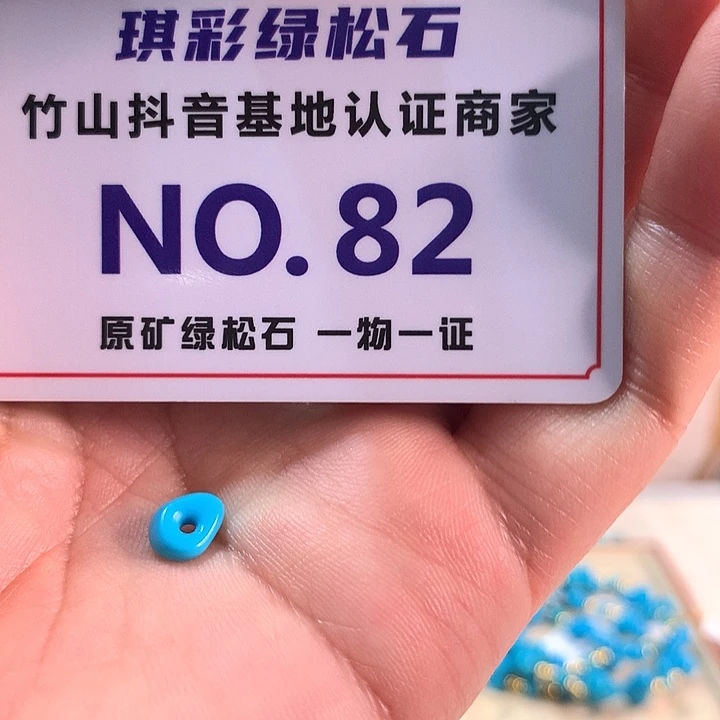 琪彩绿松石
竹山抖音基地认证商家
NO.82
原矿绿松石 一物一证